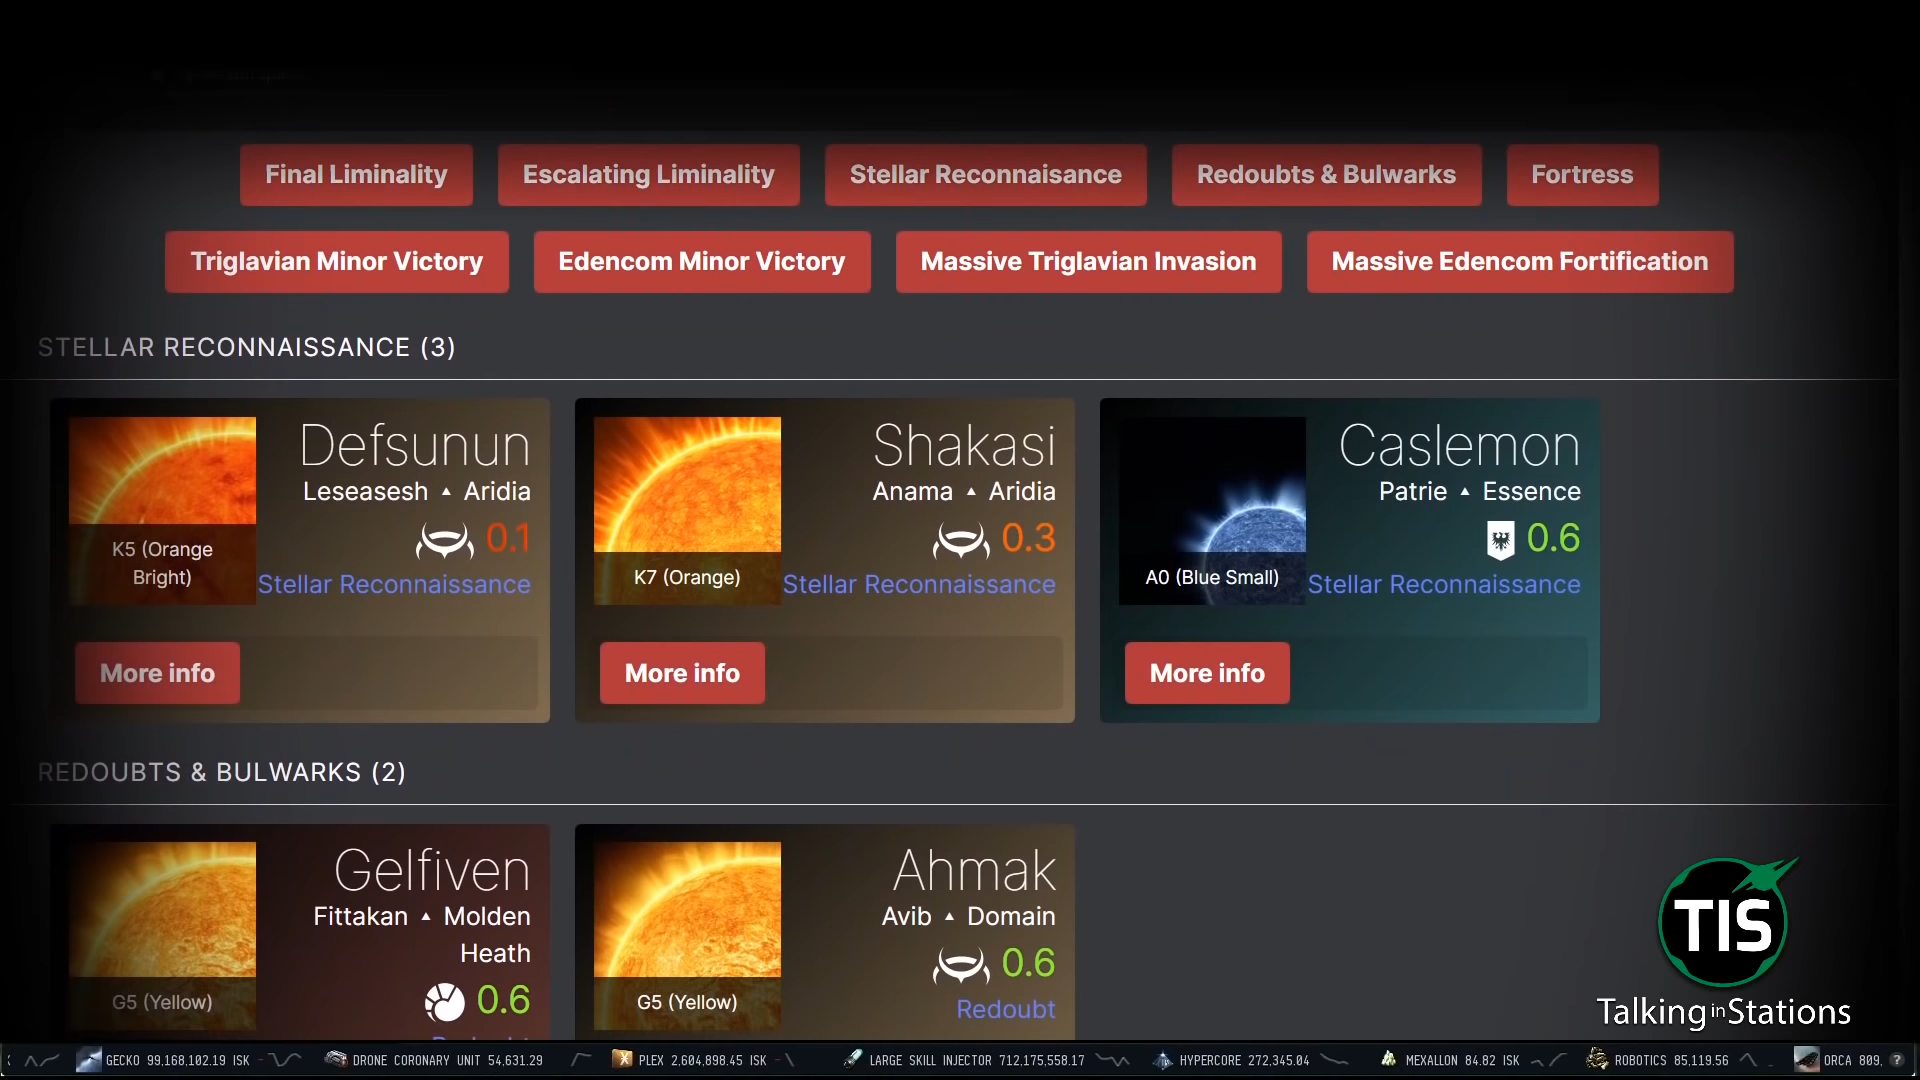 Final Liminality
Escalating Liminality
Stellar Reconnaisance
Redoubts & Bulwarks
Fortress
Triglavian Minor Victory
Edencom Minor Victory
Massive Triglavian Invasion
Massive Edencom Fortification
STELLAR RECONNAISSANCE (3)
Defsunun
Leseasesh ▲ Aridia
0.1
K5 (Orange
Bright)
Stellar Reconnaissance
More info
Shakasi
Anama ▲ Aridia
0.3
K7 (Orange)
Stellar Reconnaissance
More info
Caslemon
Patrie ▲ Essence
0.6
A0 (Blue Small)
Stellar Reconnaissance
More info
REDOUBTS & BULWARKS (2)
Gelfiven
Fittakan ▲ Molden
Heath
0.6
G5 (Yellow)
Ahmak
Avib ▲ Domain
0.6
G5 (Yellow)
Redoubt
TIS
Talking in Stations
GECKO 99,168,102.19 ISK
DRONE CORONARY UNIT 54,631.29
PLEX 2,604,898.45 ISK
LARGE SKILL INJECTOR 712,175,558.17
HYPERCORE 272,345.04
MEXALLON 84.82 ISK
ROBOTICS 85,119.56
ORCA 809,
?